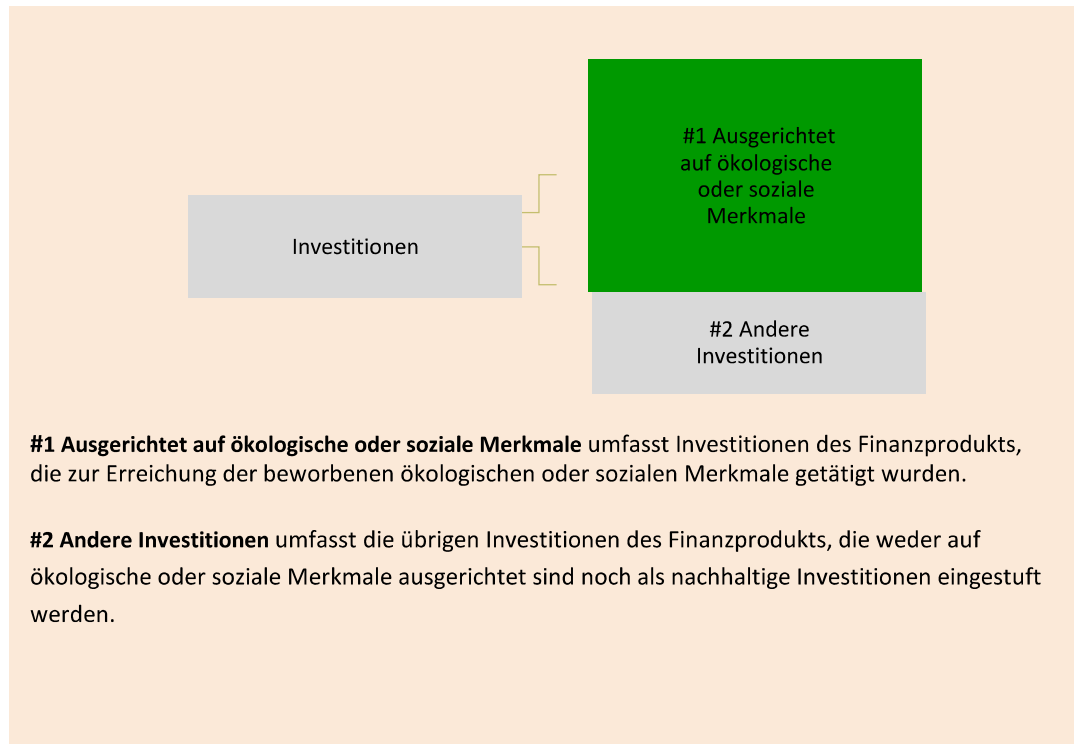 #1 Ausgerichtet
auf ökologische
oder soziale
Merkmale
Investitionen
#2 Andere
Investitionen
#1 Ausgerichtet auf ökologische oder soziale Merkmale umfasst Investitionen des Finanzprodukts,
die zur Erreichung der beworbenen ökologischen oder sozialen Merkmale getätigt wurden.
#2 Andere Investitionen umfasst die übrigen Investitionen des Finanzprodukts, die weder auf
ökologische oder soziale Merkmale ausgerichtet sind noch als nachhaltige Investitionen eingestuft
werden.